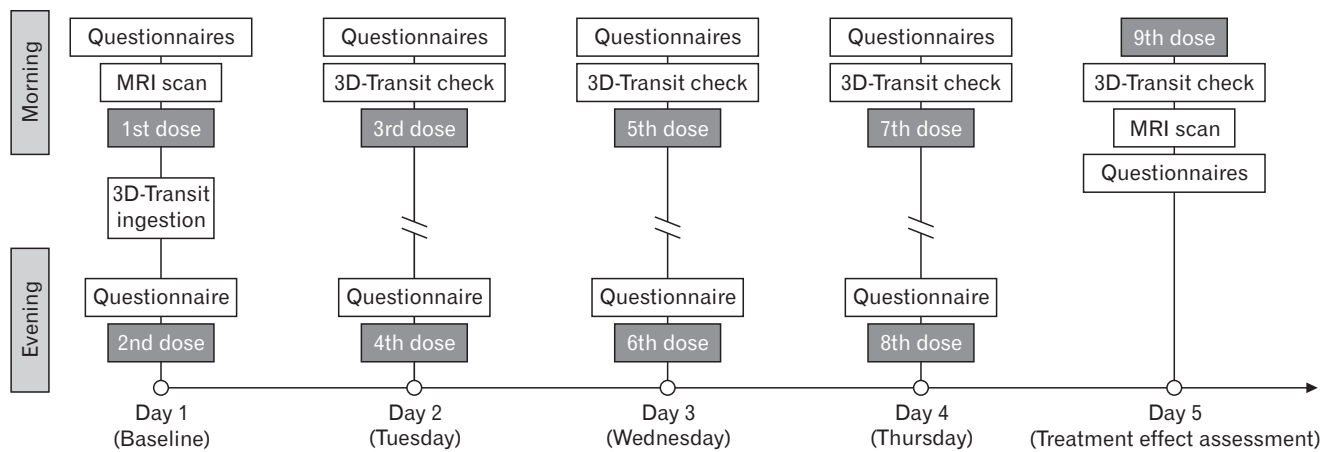 Morning
Questionnaires
MRI scan
1st dose
3D-Transit
ingestion
Questionnaires
3D-Transit check
3rd dose
Questionnaires
3D-Transit check
5th dose
Questionnaires
3D-Transit check
7th dose
9th dose
3D-Transit check
MRI scan
Questionnaires
Evening
Questionnaire
2nd dose
Questionnaire
4th dose
Questionnaire
6th dose
Questionnaire
8th dose
Day 1
(Baseline)
Day 2
(Tuesday)
Day 3
(Wednesday)
Day 4
(Thursday)
Day 5
(Treatment effect assessment)